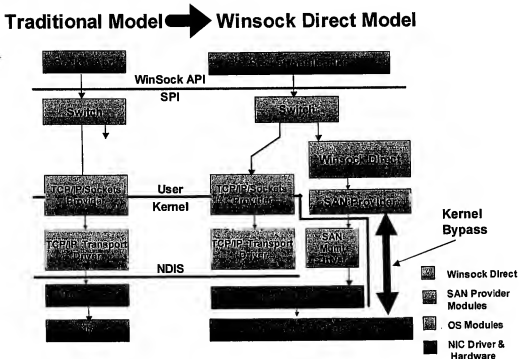 Traditional Model Winsock Direct Model
WinSock API
SPI
Switch
Switch
Winsock Direct
TCP/IP/Sockets
Provider
User
Kernel
TCP/IP/Sockets
Provider
SAN Provider
Kernel
Bypass
TCP/IP Transport
Driver
TCP/IP Transport
Driver
SAN
Driver
NDIS
Winsock Direct
SAN Provider
Modules
OS Modules
NIC Driver &
Hardware